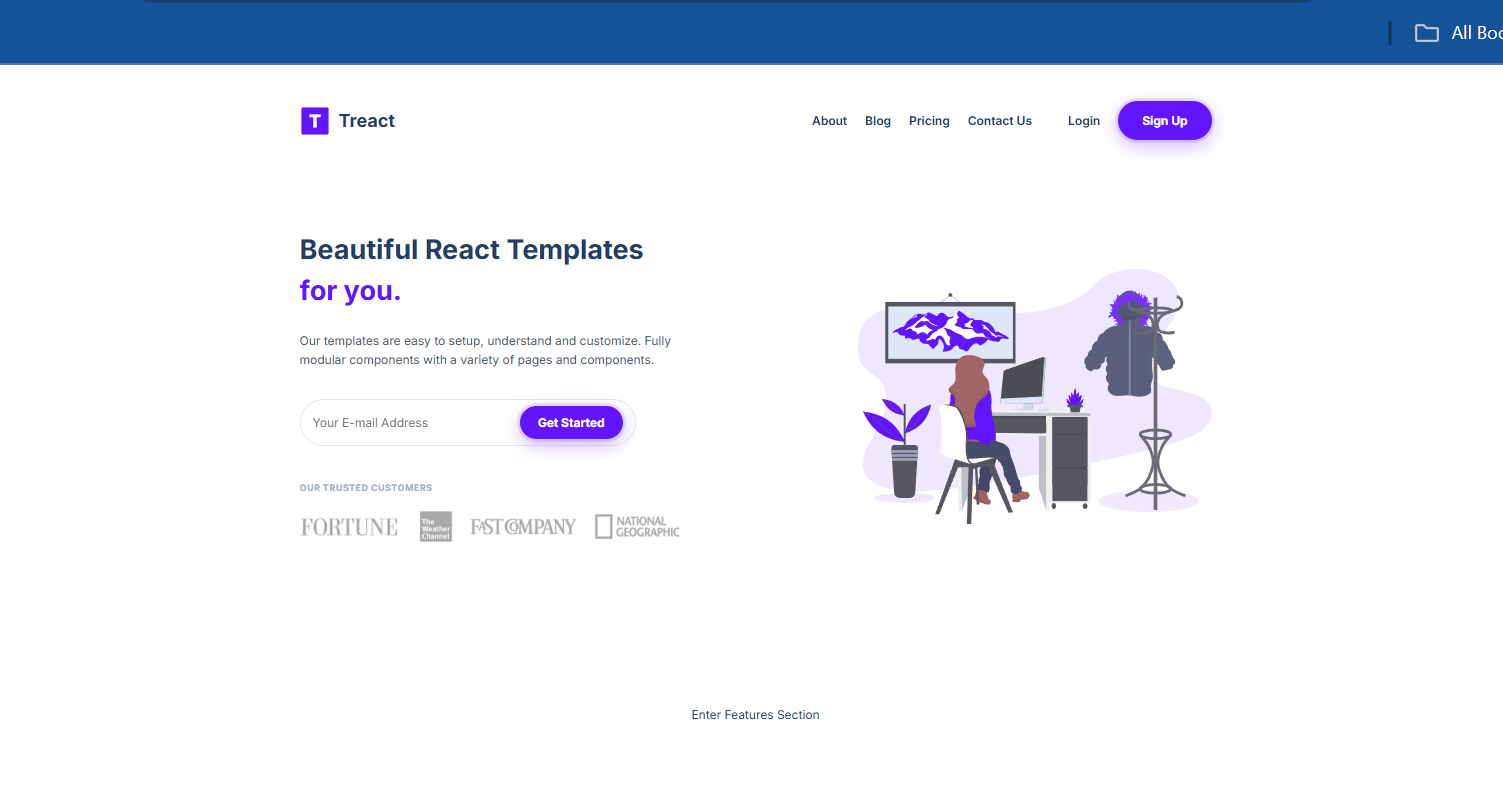 All Boo
T Treact
About Blog Pricing Contact Us Login Sign Up
Beautiful React Templates
for you.
Our templates are easy to setup, understand and customize. Fully
modular components with a variety of pages and components.
Your E-mail Address Get Started
OUR TRUSTED CUSTOMERS
FORTUNE
The
Weather
Channel
FAST COMPANY
NATIONAL
GEOGRAPHIC
Enter Features Section